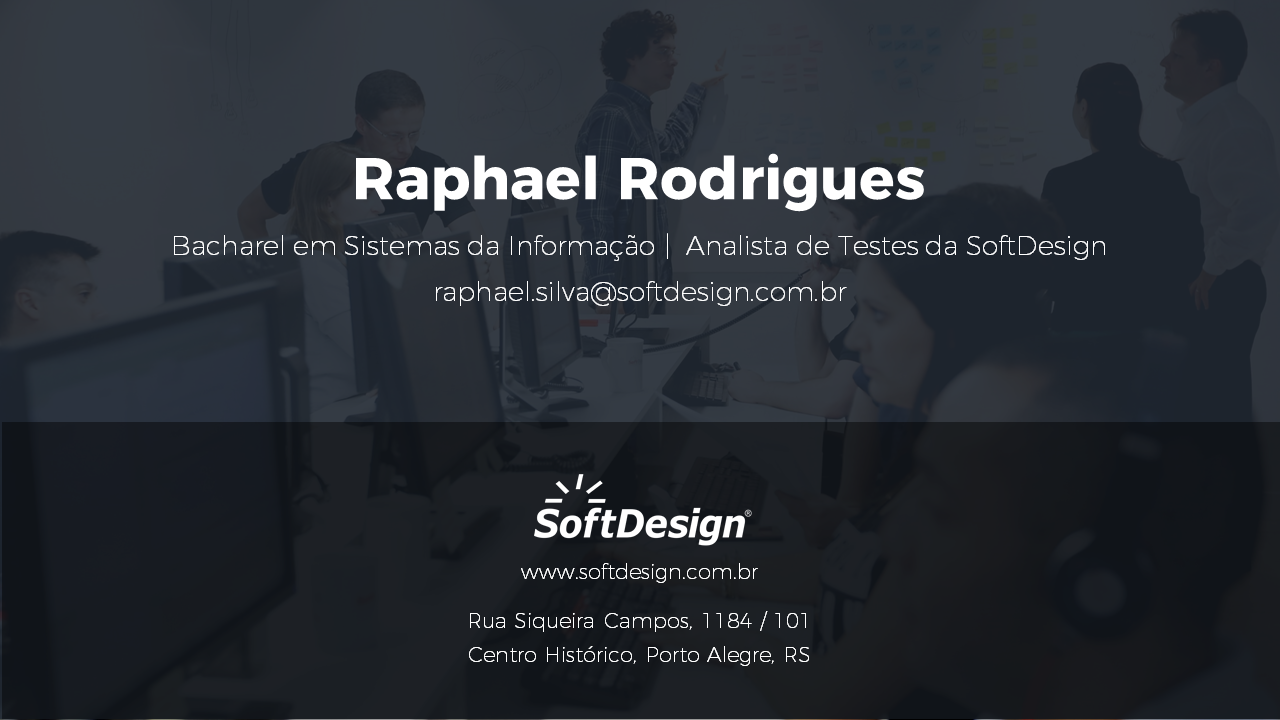 Raphael Rodrigues
Bacharel em Sistemas da Informação | Analista de Testes da SoftDesign
raphael.silva@softdesign.com.br
SoftDesign®
www.softdesign.com.br
Rua Siqueira Campos, 1184 / 101
Centro Histórico, Porto Alegre, RS